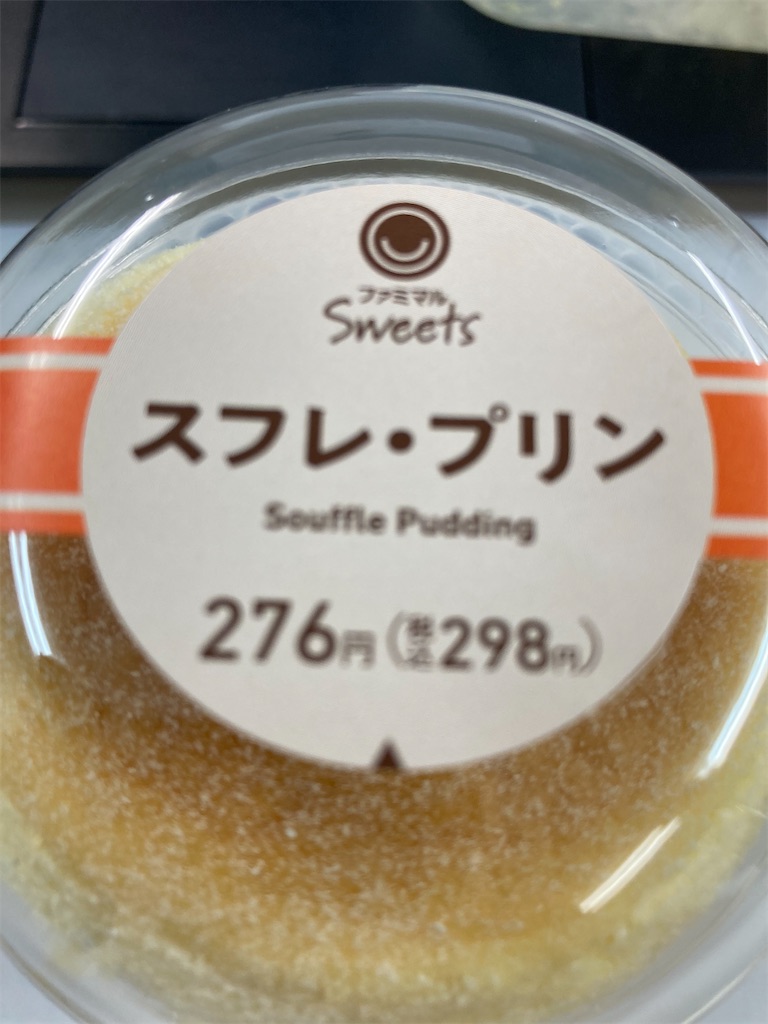 ファミマル
Sweets
スフレ・プリン
Souffle Pudding
276円(税込298円)